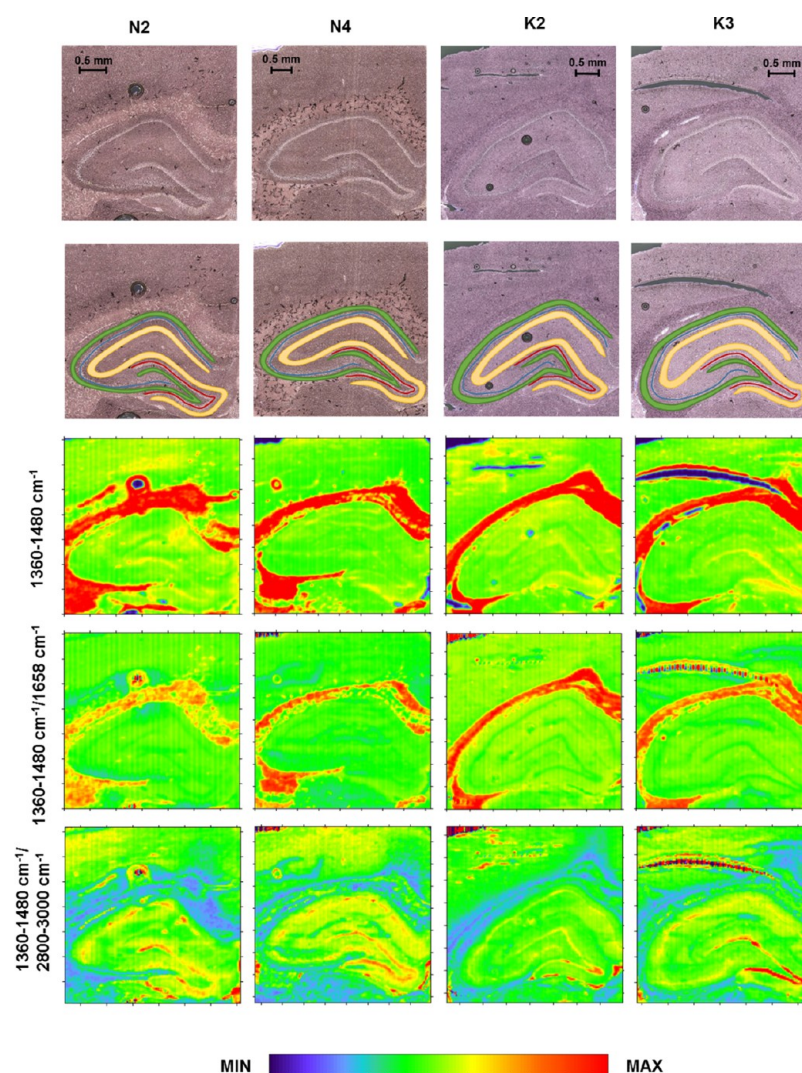 N2 N4 K2 K3
0.5 mm 0.5 mm 0.5 mm 0.5 mm
1360-1480 cm⁻¹
1360-1480 cm⁻¹/1658 cm⁻¹
1360-1480 cm⁻¹/
2800-3000 cm⁻¹
MIN MAX